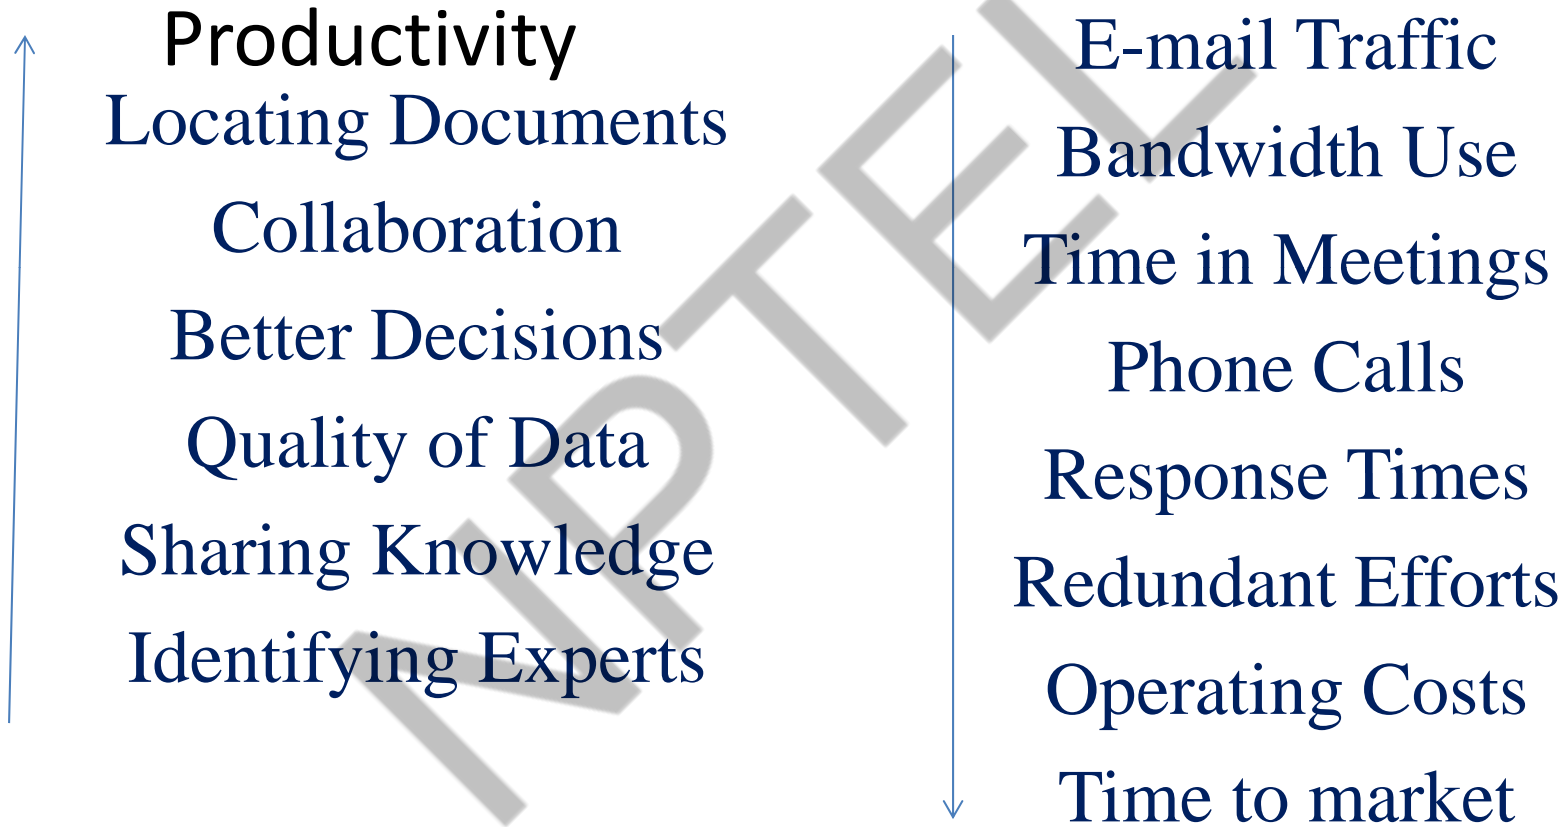 Productivity
Locating Documents
Collaboration
Better Decisions
Quality of Data
Sharing Knowledge
Identifying Experts
E-mail Traffic
Bandwidth Use
Time in Meetings
Phone Calls
Response Times
Redundant Efforts
Operating Costs
Time to market
NPTEL